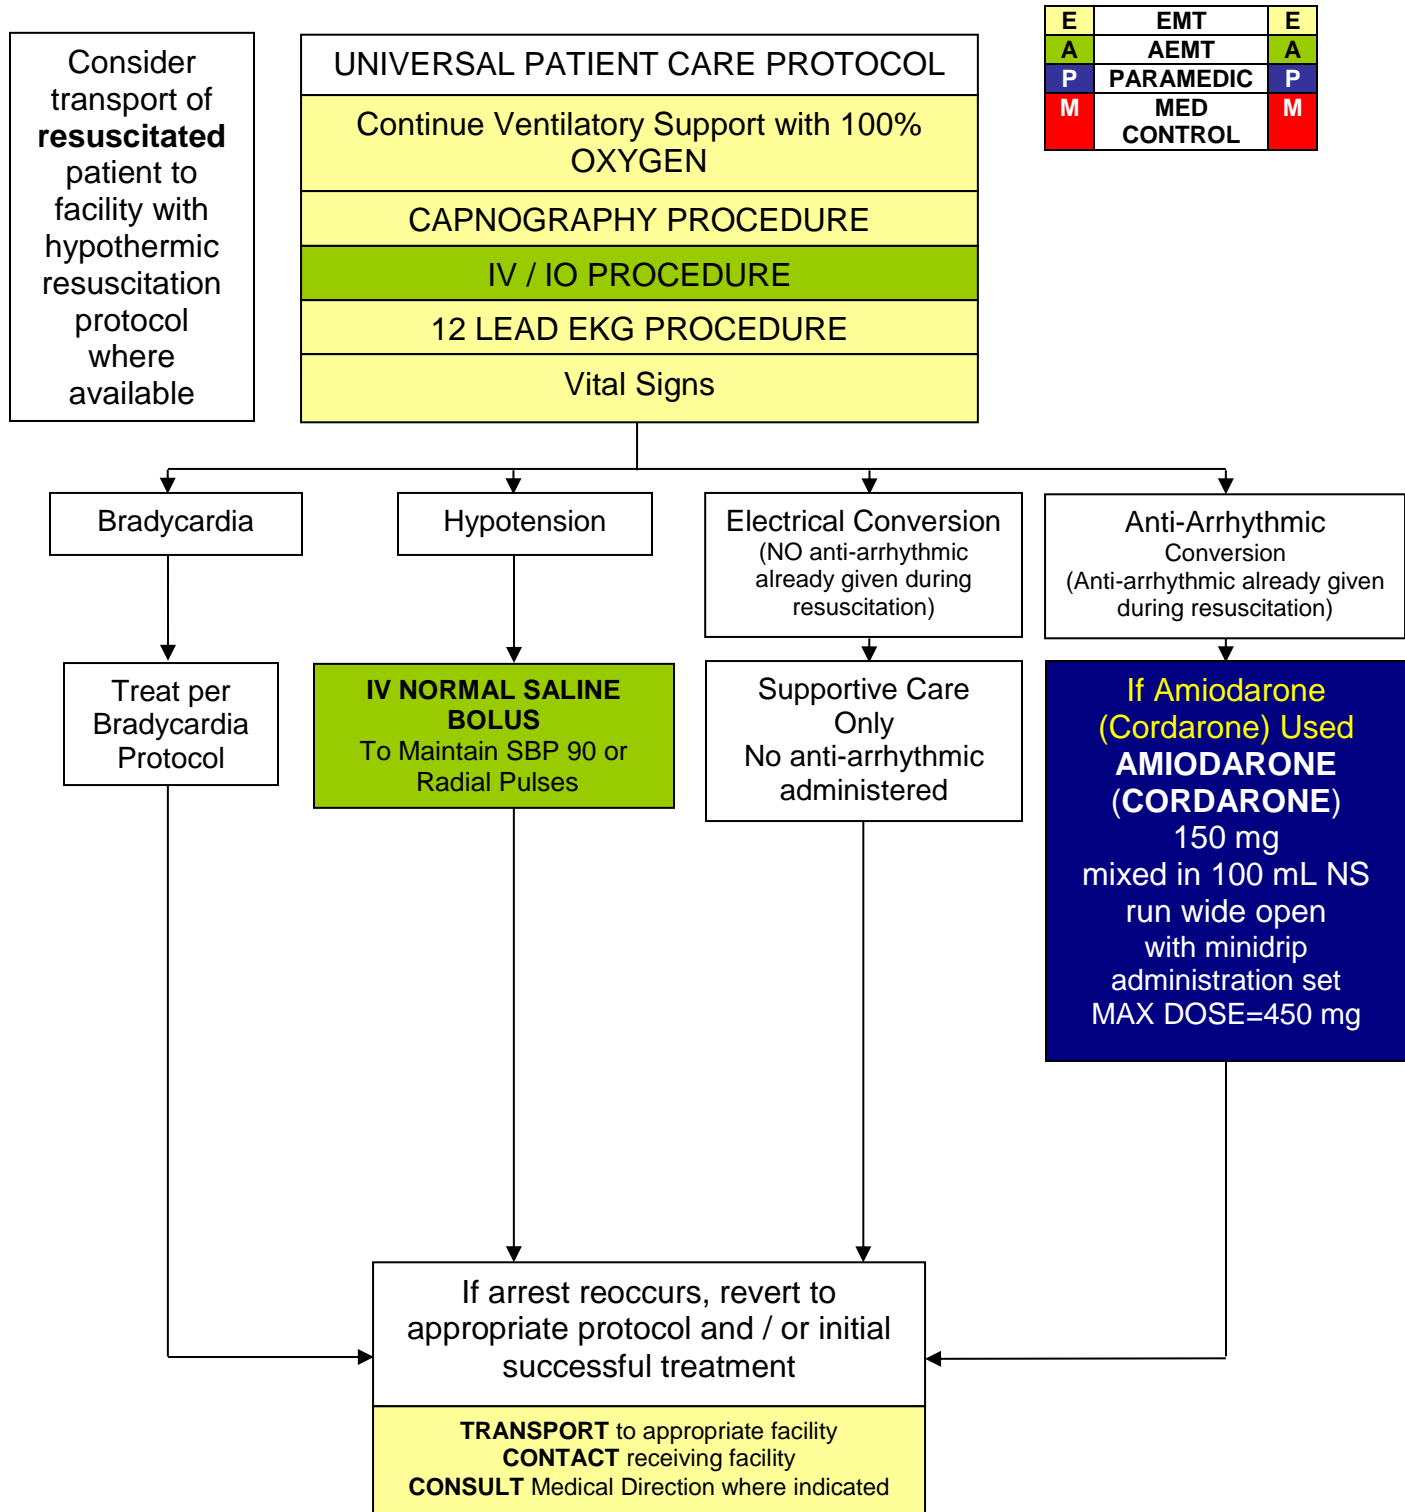 E EMT E
A AEMT A
P PARAMEDIC P
M MED M
CONTROL
Consider
transport of
resuscitated
patient to
facility with
hypothermic
resuscitation
protocol
where
available
UNIVERSAL PATIENT CARE PROTOCOL
Continue Ventilatory Support with 100%
OXYGEN
CAPNOGRAPHY PROCEDURE
IV / IO PROCEDURE
12 LEAD EKG PROCEDURE
Vital Signs
Bradycardia
Hypotension
Electrical Conversion
(NO anti-arrhythmic
already given during
resuscitation)
Anti-Arrhythmic
Conversion
(Anti-arrhythmic already given
during resuscitation)
Treat per
Bradycardia
Protocol
IV NORMAL SALINE
BOLUS
To Maintain SBP 90 or
Radial Pulses
Supportive Care
Only
No anti-arrhythmic
administered
If Amiodarone
(Cordarone) Used
AMIODARONE
(CORDARONE)
150 mg
mixed in 100 mL NS
run wide open
with minidrip
administration set
MAX DOSE=450 mg
If arrest reoccurs, revert to
appropriate protocol and / or initial
successful treatment
TRANSPORT to appropriate facility
CONTACT receiving facility
CONSULT Medical Direction where indicated